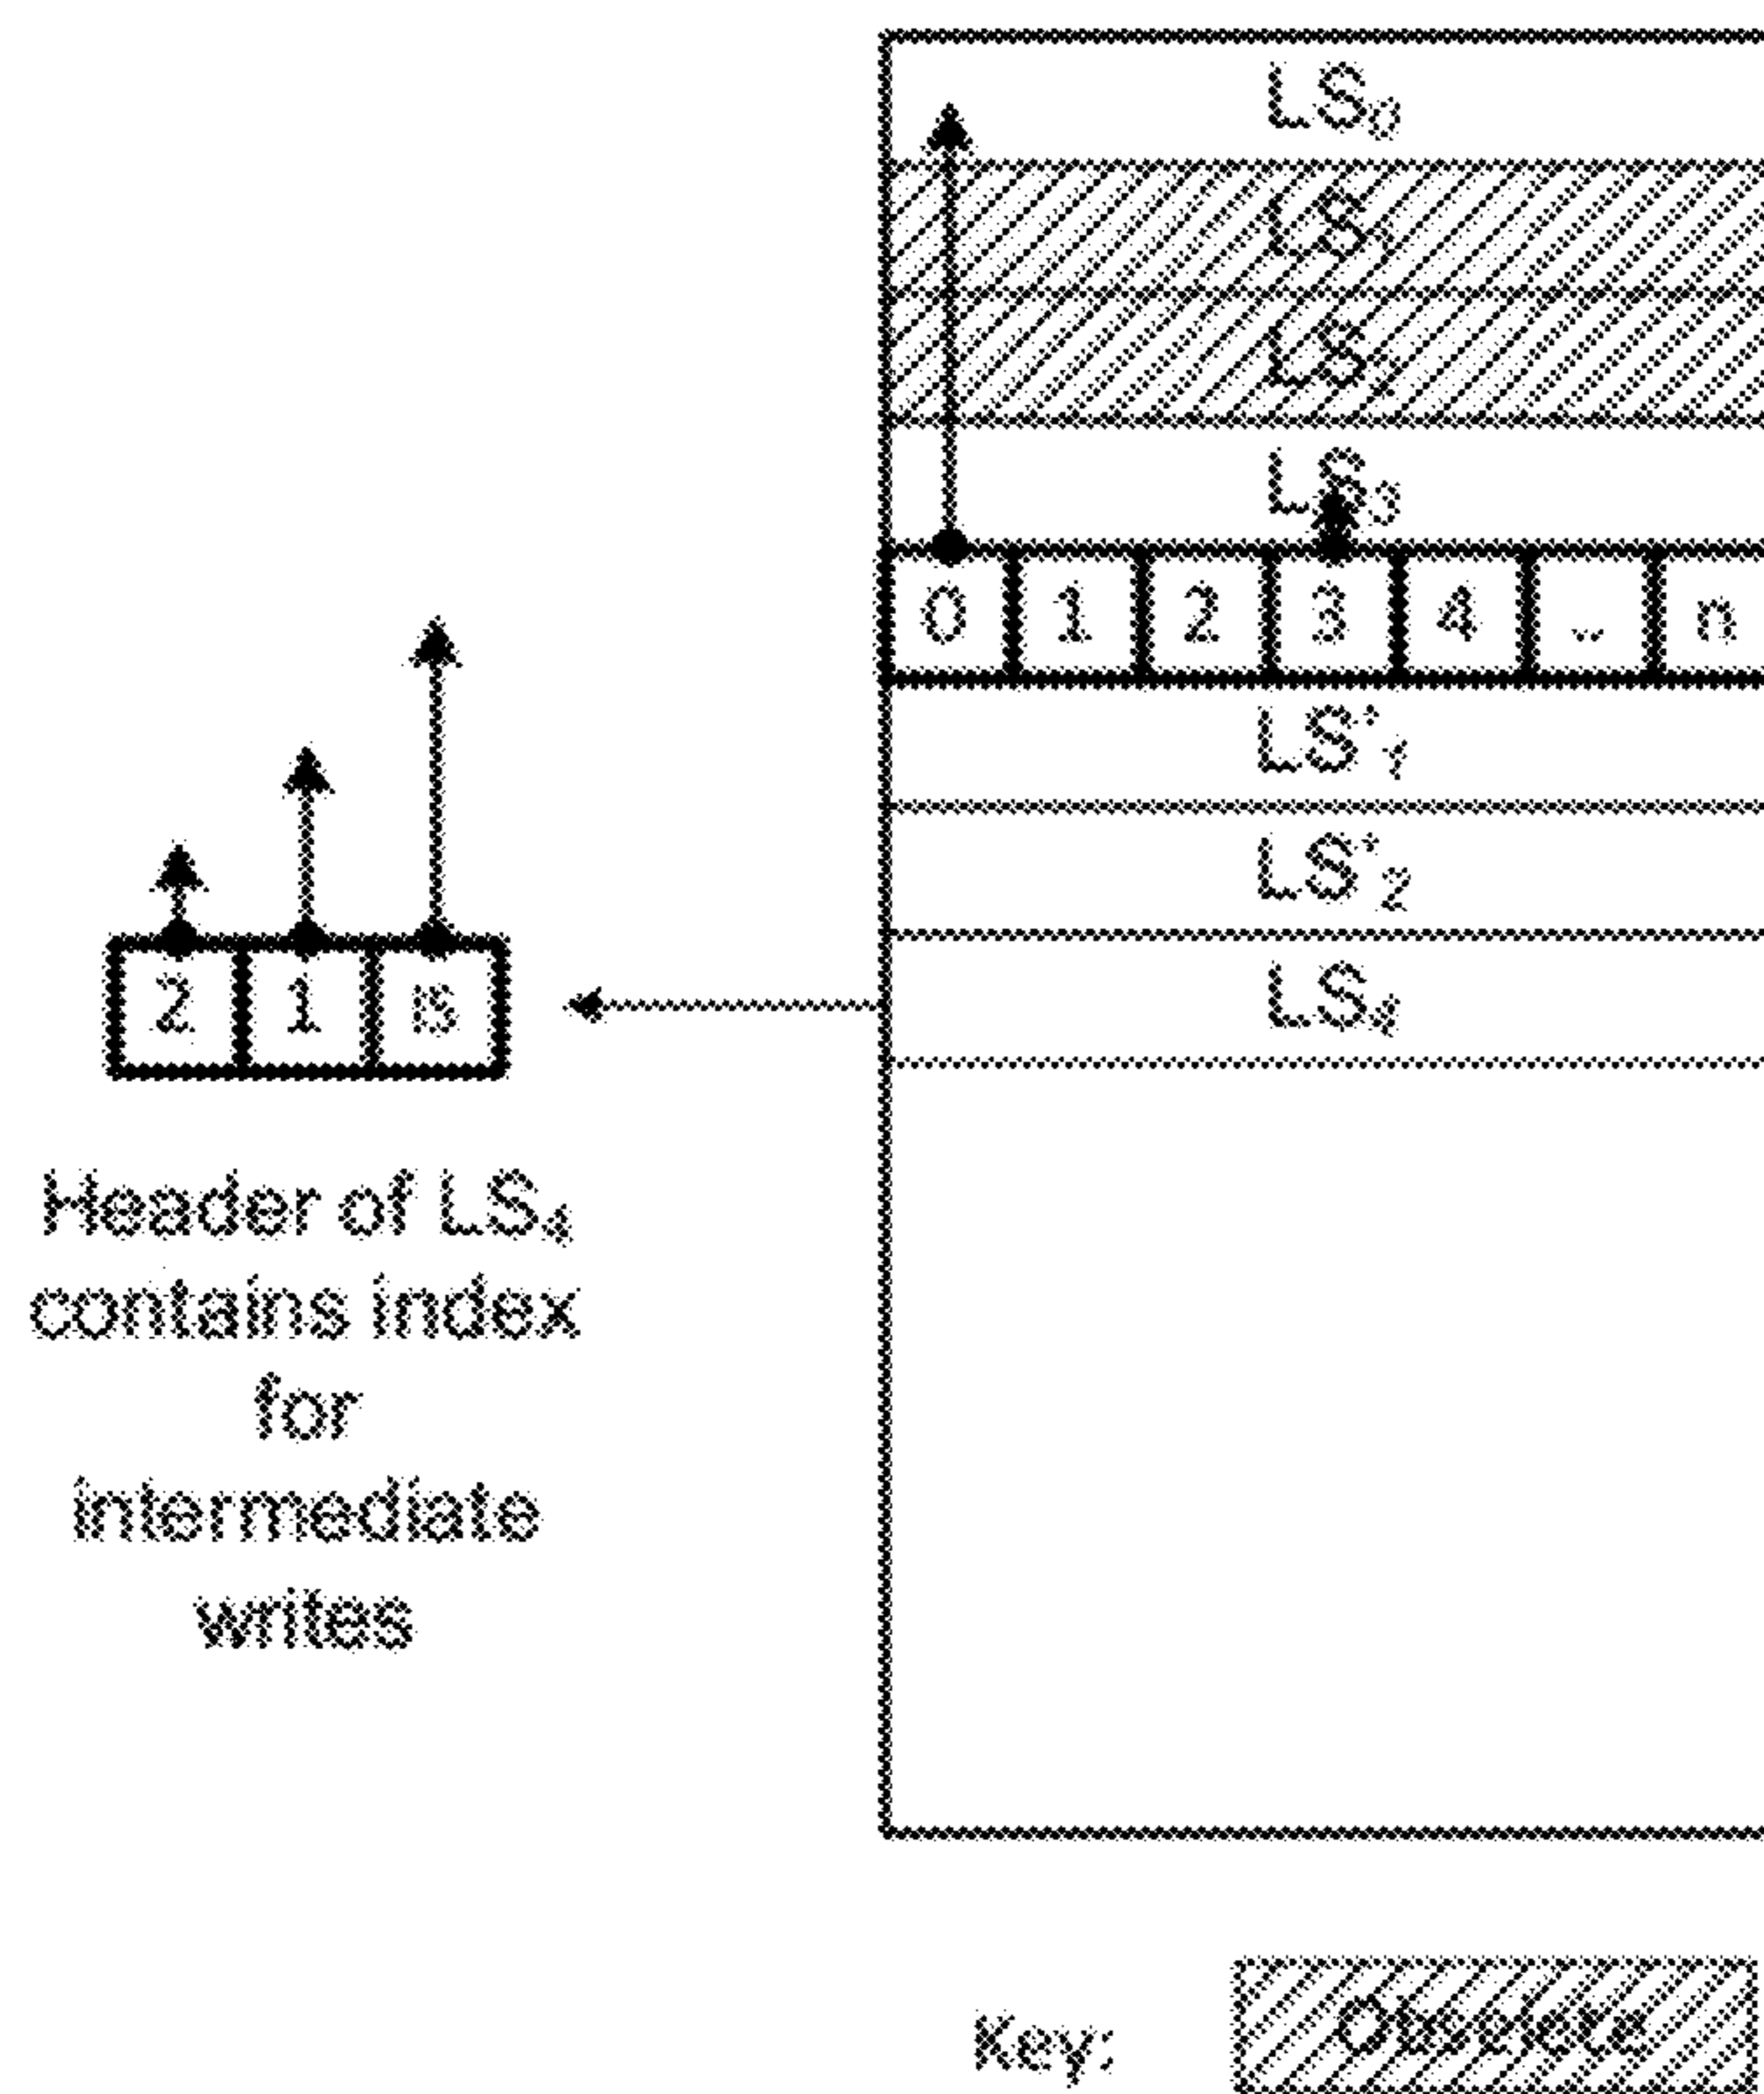 LS₀
LS₁
LS₂
LS₃
0 1 2 3 4 .. n
LS*₁
LS*₂
2 1 is
LS₄
Header of LS₄
contains index
for
intermediate
writes
Key:
Obsolete